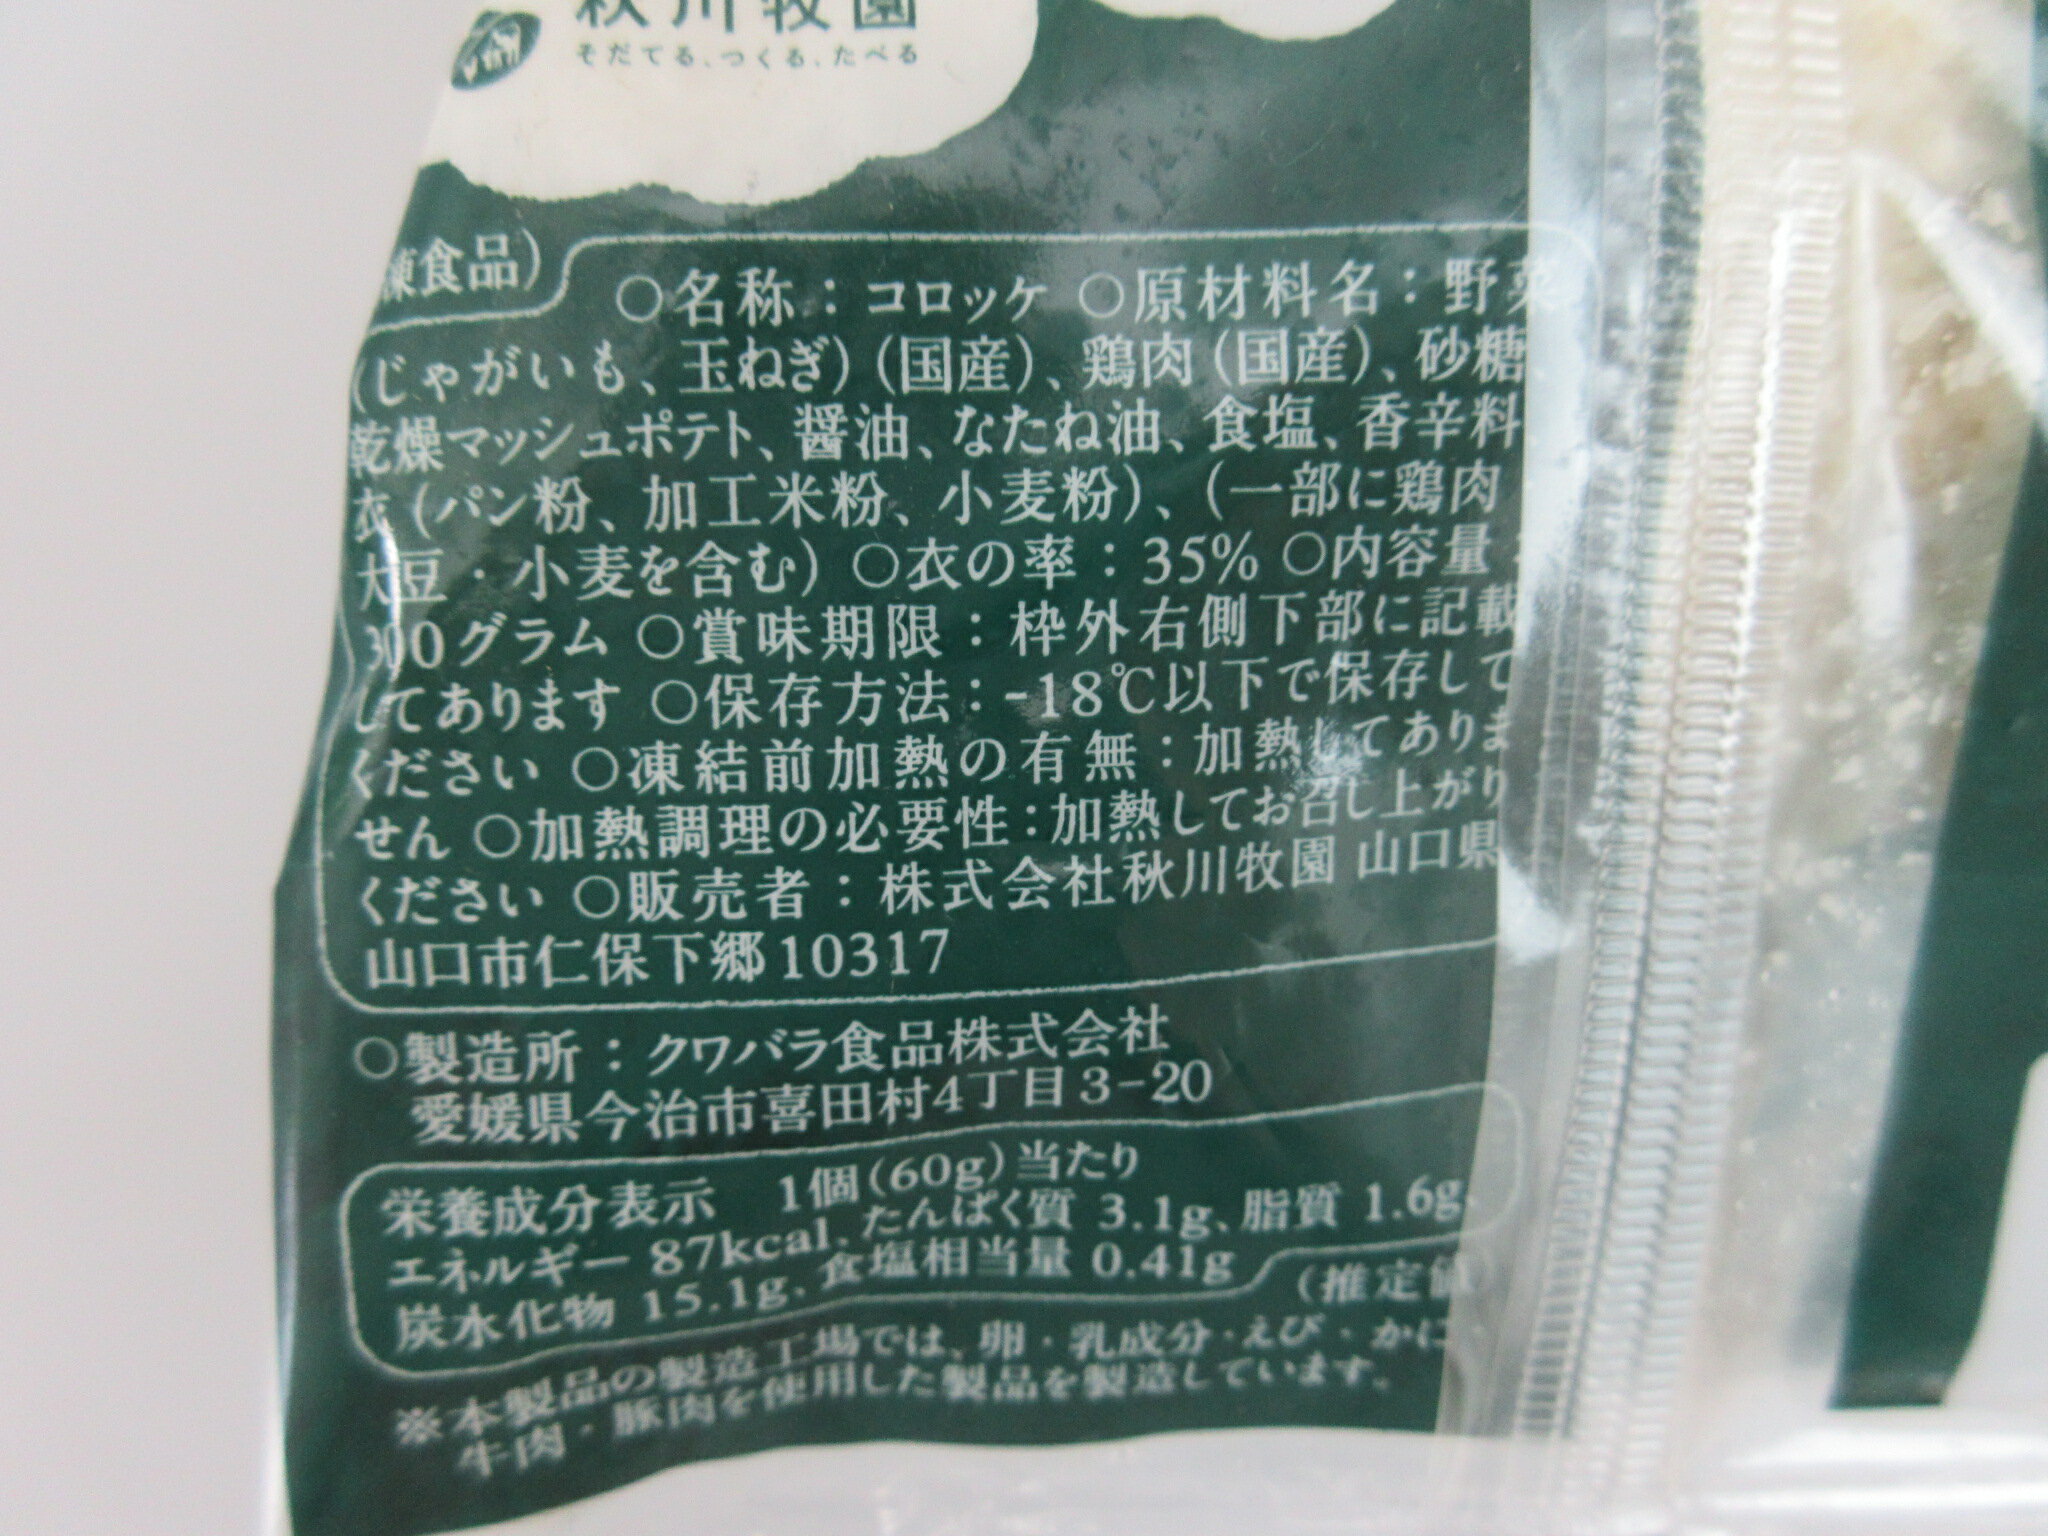 秋川牧園
そだてる、つくる、たべる
凍食品)
○名称：コロッケ ○原材料名：野菜
(じゃがいも、玉ねぎ)(国産)、鶏肉(国産)、砂糖
乾燥マッシュポテト、醤油、なたね油、食塩、香辛料
衣(パン粉、加工米粉、小麦粉)、(一部に鶏肉
大豆・小麦を含む) ○衣の率：35% ○内容量：
300グラム ○賞味期限：枠外右側下部に記載
してあります ○保存方法：-18℃以下で保存して
ください ○凍結前加熱の有無：加熱してありま
せん ○加熱調理の必要性：加熱してお召し上がり
ください ○販売者：株式会社秋川牧園 山口県
山口市仁保下郷10317
○製造所：クワバラ食品株式会社
愛媛県今治市喜田村4丁目3-20
栄養成分表示 1個(60g)当たり
エネルギー 87kcal、たんぱく質 3.1g、脂質 1.6g、
炭水化物 15.1g、食塩相当量 0.41g
(推定値
※本製品の製造工場では、卵・乳成分・えび・かに・
牛肉・豚肉を使用した製品を製造しています。